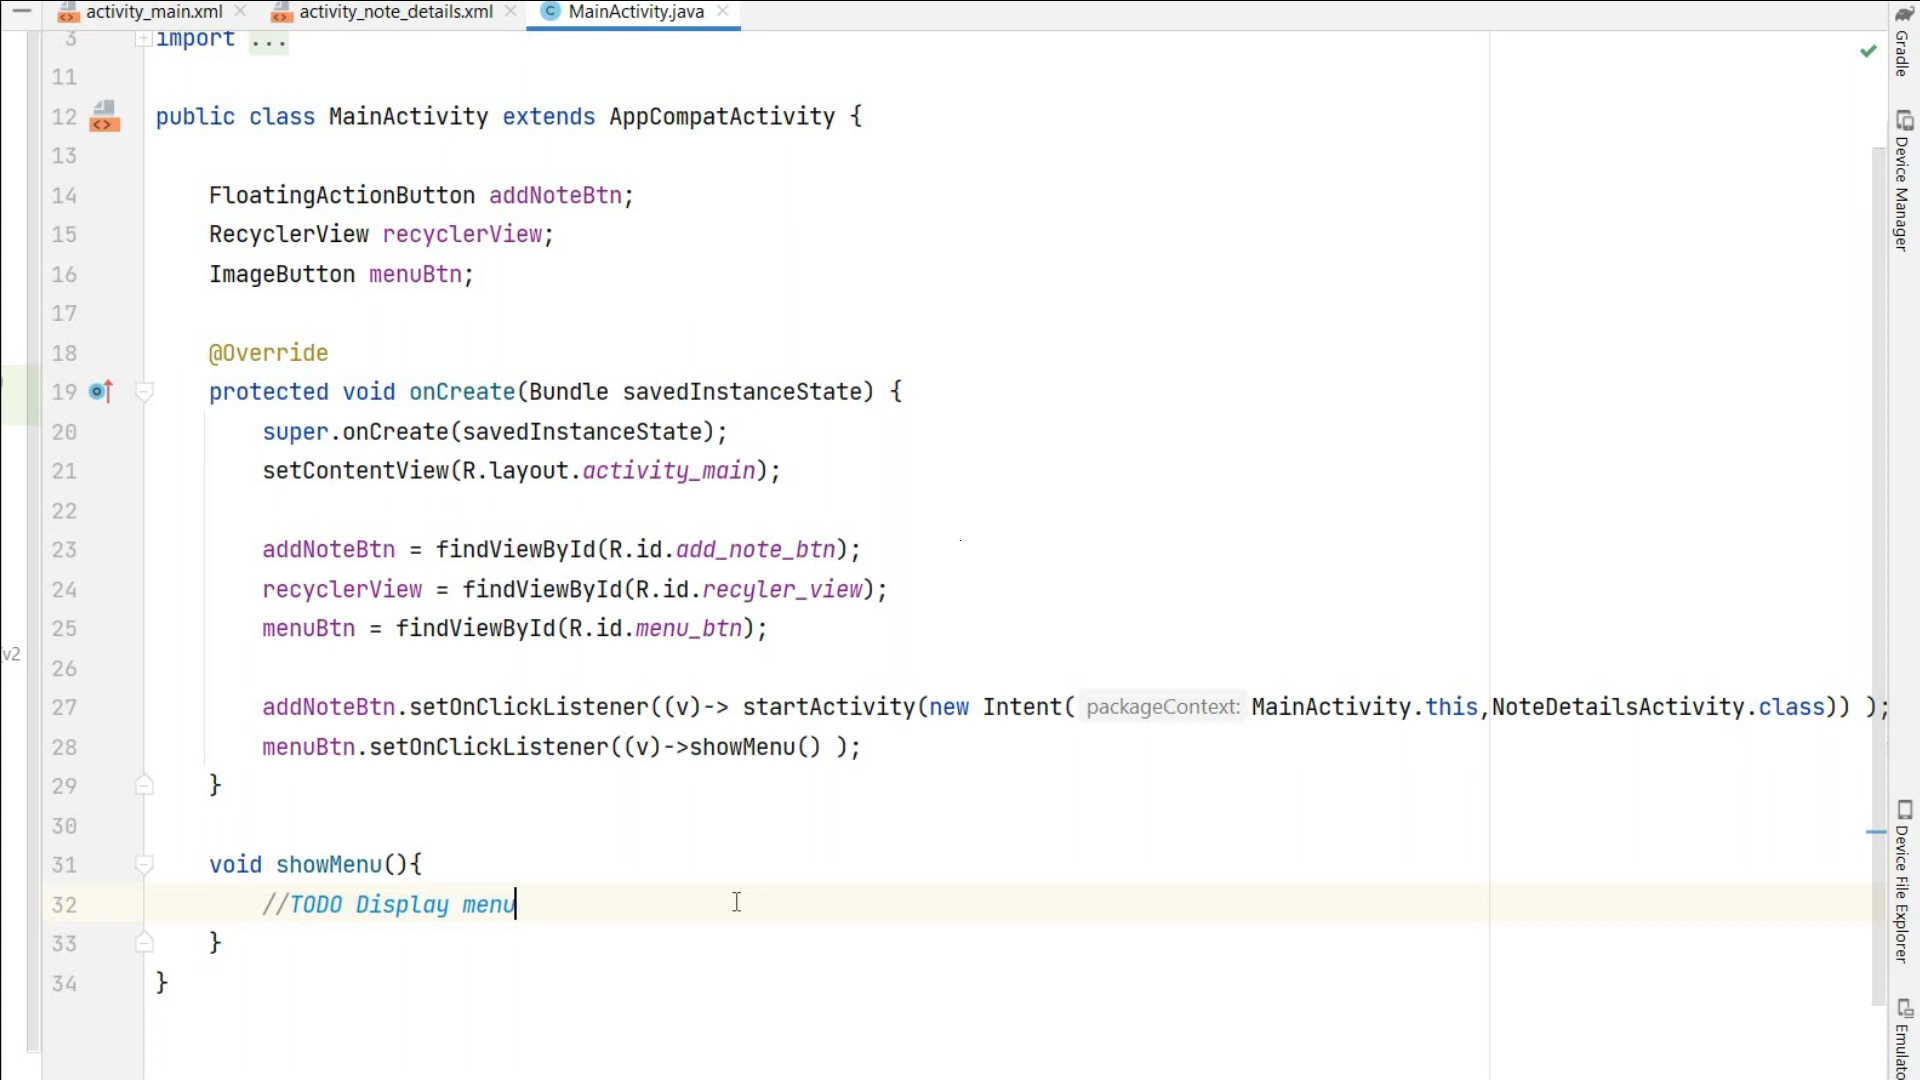 activity_main.xml activity_note_details.xml MainActivity.java
3 import ...
11
12 public class MainActivity extends AppCompatActivity {
13
14 FloatingActionButton addNoteBtn;
15 RecyclerView recyclerView;
16 ImageButton menuBtn;
17
18 @Override
19 protected void onCreate(Bundle savedInstanceState) {
20 super.onCreate(savedInstanceState);
21 setContentView(R.layout.activity_main);
22
23 addNoteBtn = findViewById(R.id.add_note_btn);
24 recyclerView = findViewById(R.id.recyler_view);
25 menuBtn = findViewById(R.id.menu_btn);
26
27 addNoteBtn.setOnClickListener((v)-> startActivity(new Intent( packageContext: MainActivity.this,NoteDetailsActivity.class)) );
28 menuBtn.setOnClickListener((v)->showMenu() );
29 }
30
31 void showMenu(){
32 //TODO Display menu
33 }
34 }
v2
Gradle
Device Manager
Device File Explorer
Emulato